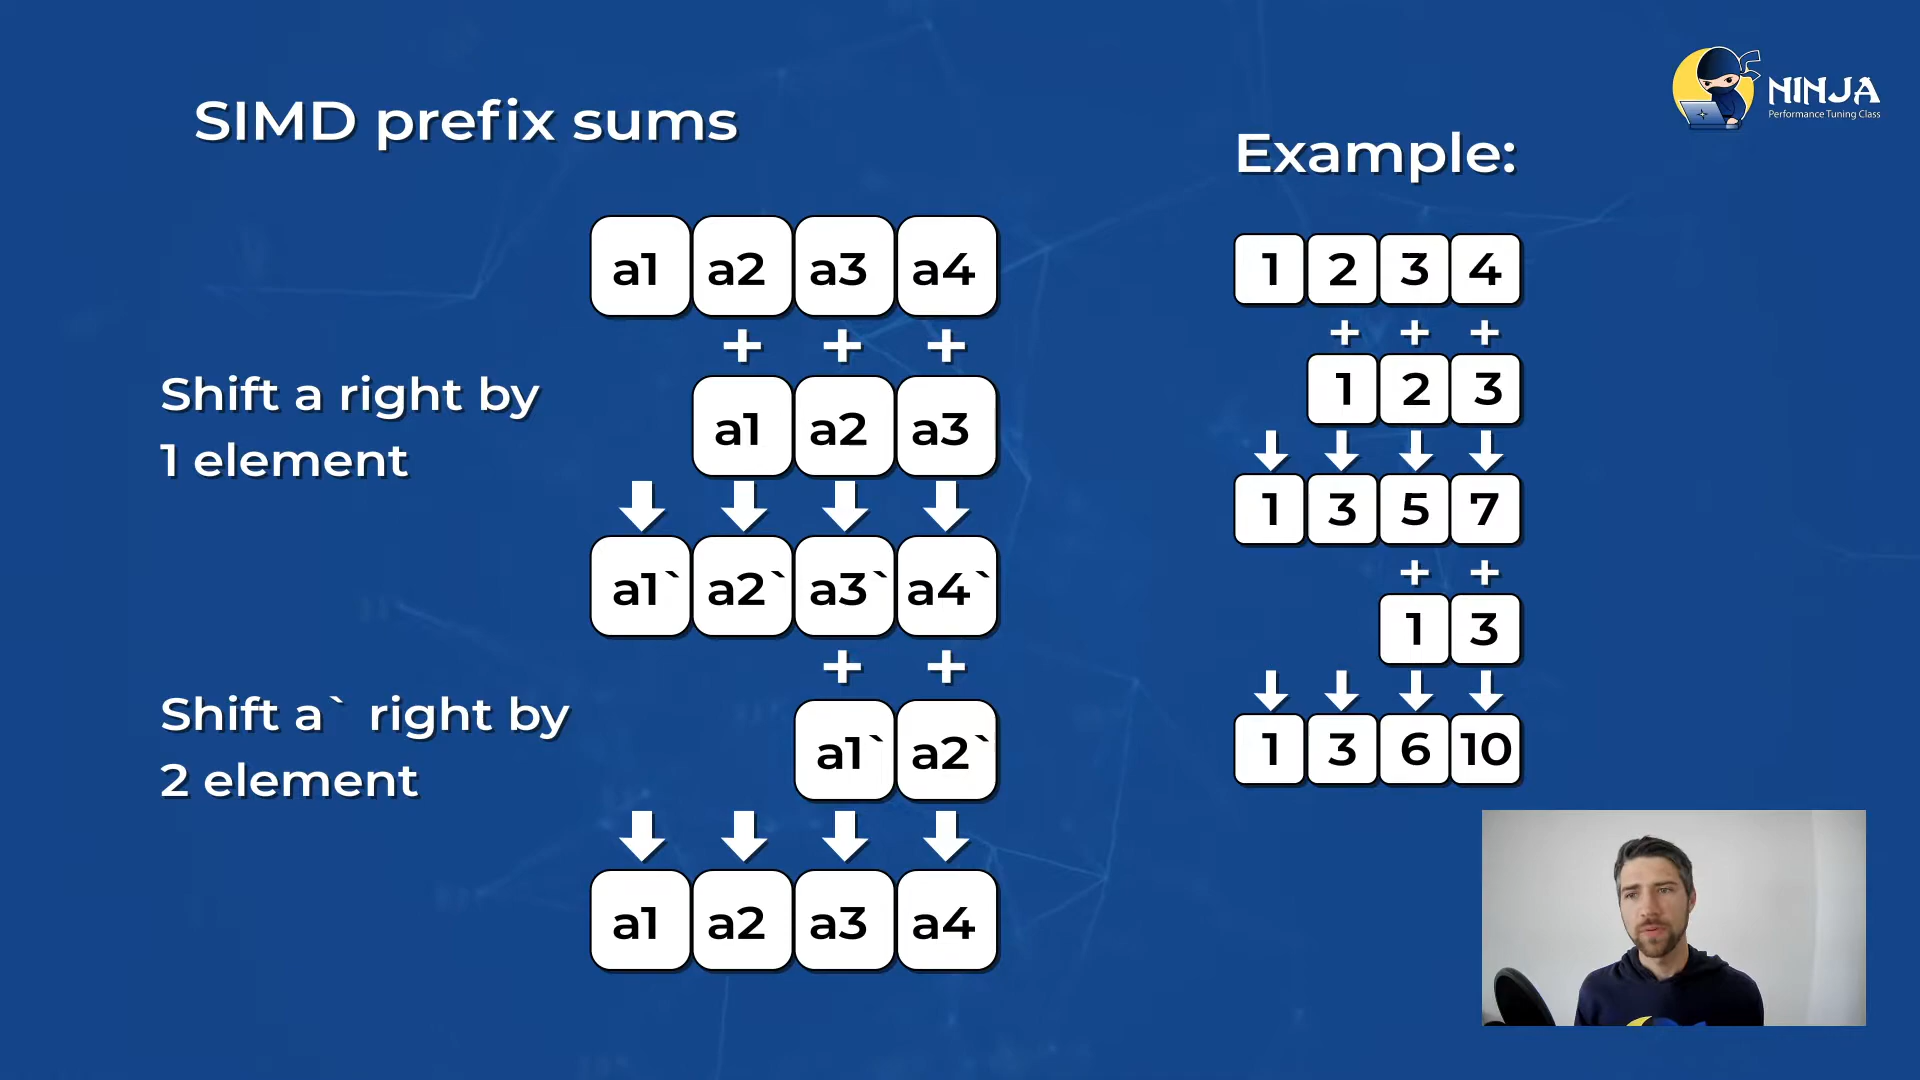 SIMD prefix sums
a1 a2 a3 a4
+ + +
Shift a right by
1 element
a1 a2 a3
a1` a2` a3` a4`
+ +
Shift a` right by
2 element
a1` a2`
a1 a2 a3 a4
NINJA
Performance Tuning Class
Example:
1 2 3 4
+ + +
1 2 3
1 3 5 7
+ +
1 3
1 3 6 10